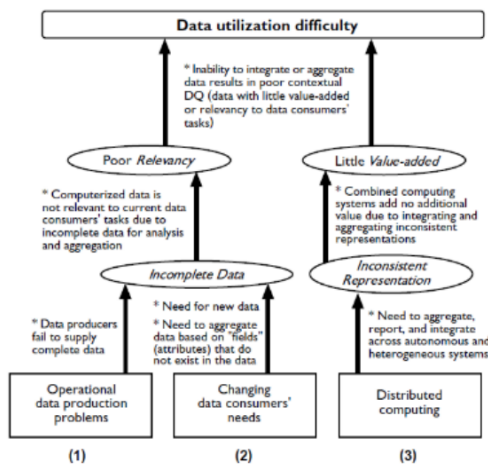 Data utilization difficulty
* Inability to integrate or aggregate
data results in poor contextual
DQ (data with little value-added
or relevancy to data consumers'
tasks)
Poor Relevancy
Little Value-added
* Computerized data is
not relevant to current data
consumers' tasks due to
incomplete data for analysis
and aggregation
* Combined computing
systems add no additional
value due to integrating and
aggregating inconsistent
representations
Incomplete Data
Inconsistent
Representation
* Data producers
fail to supply
complete data
* Need for new data
* Need to aggregate
data based on "fields"
(attributes) that do
not exist in the data
* Need to aggregate,
report, and integrate
across autonomous and
heterogeneous systems
Operational
data production
problems
Changing
data consumers'
needs
Distributed
computing
(1)
(2)
(3)